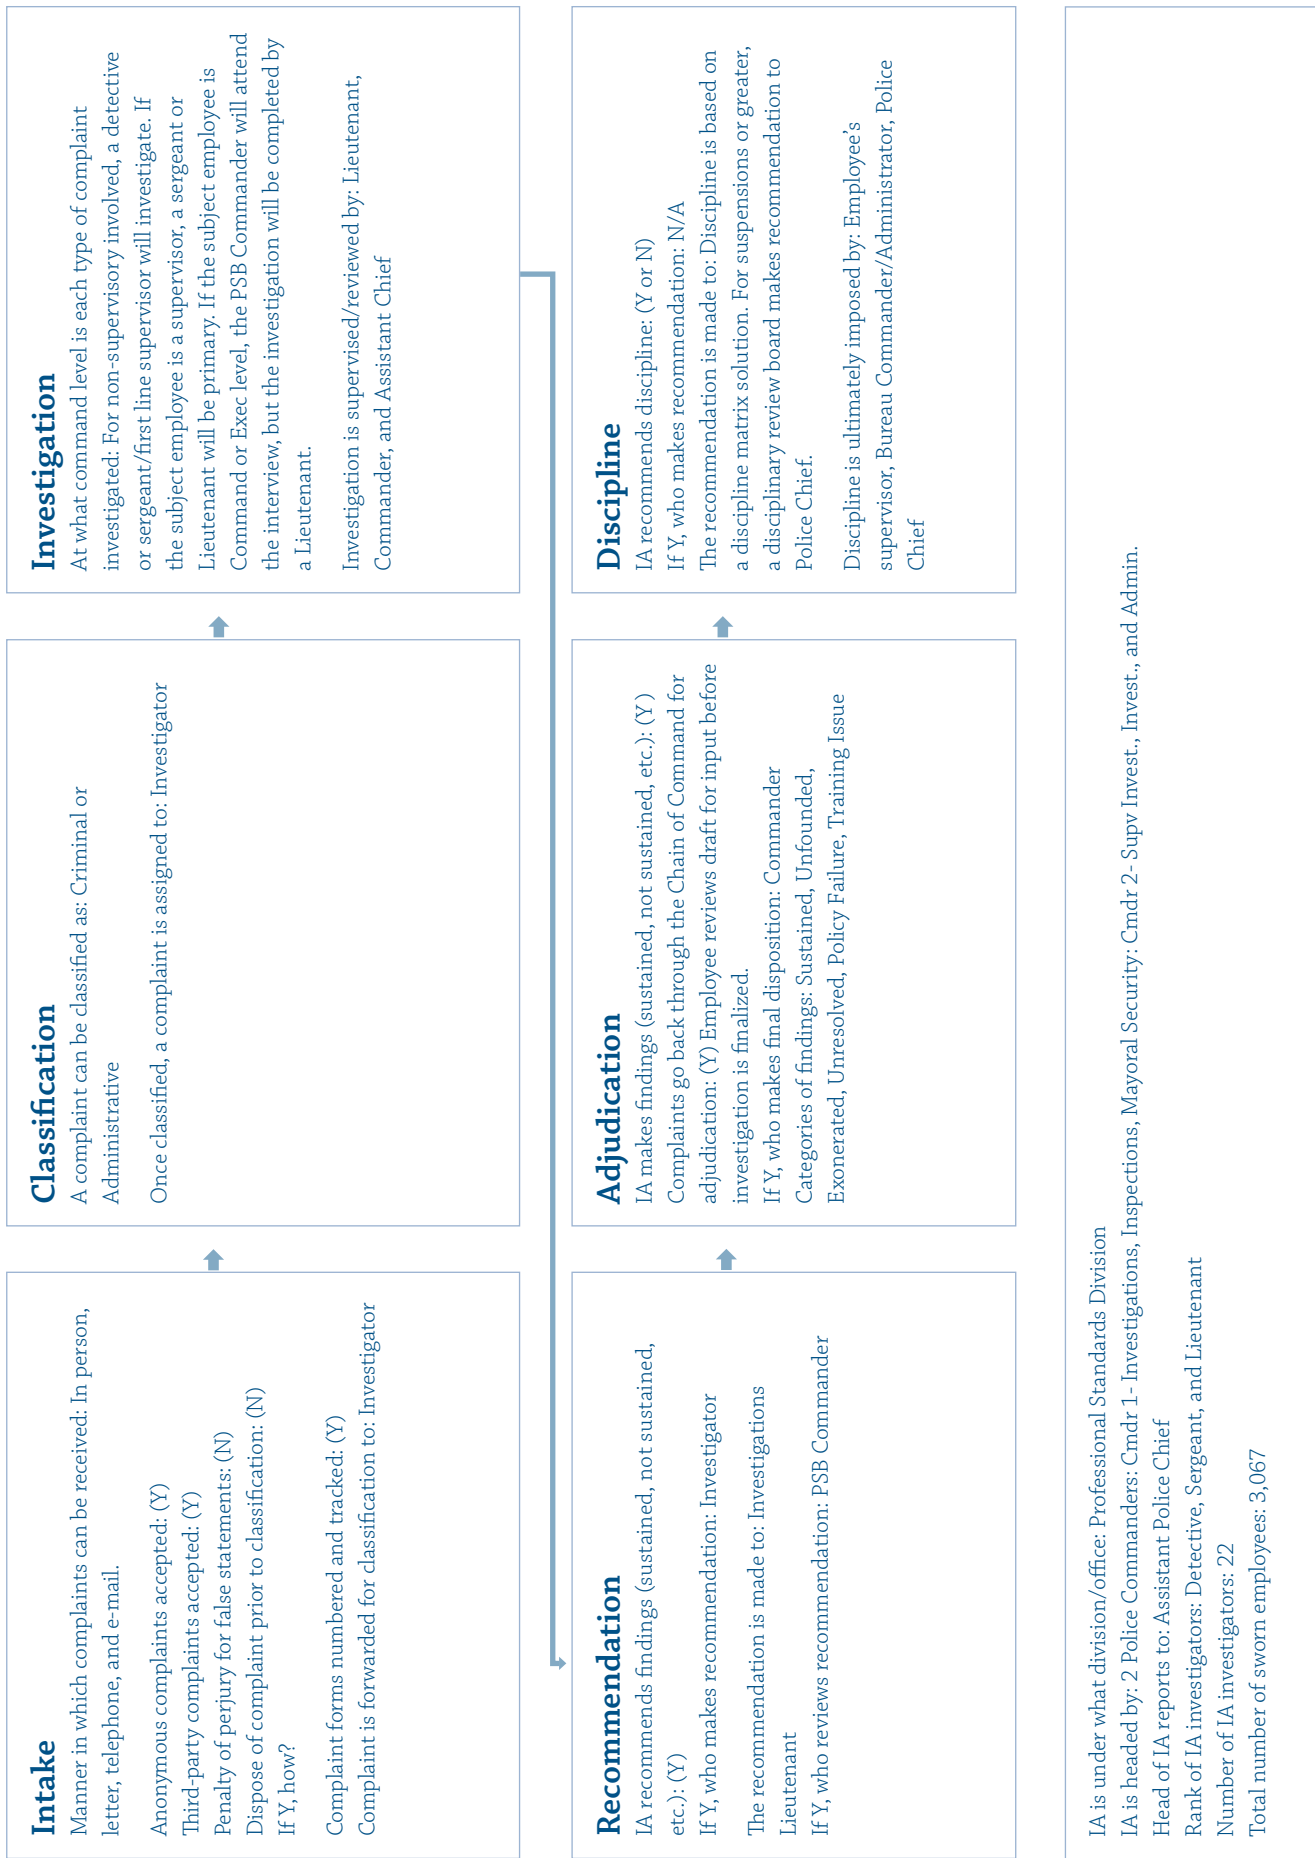 Intake
Manner in which complaints can be received: In person,
letter, telephone, and e-mail.
Anonymous complaints accepted: (Y)
Third-party complaints accepted: (Y)
Penalty of perjury for false statements: (N)
Dispose of complaint prior to classification: (N)
If Y, how?
Complaint forms numbered and tracked: (Y)
Complaint is forwarded for classification to: Investigator
Classification
A complaint can be classified as: Criminal or
Administrative
Once classified, a complaint is assigned to: Investigator
Investigation
At what command level is each type of complaint
investigated: For non-supervisory involved, a detective
or sergeant/first line supervisor will investigate. If
the subject employee is a supervisor, a sergeant or
Lieutenant will be primary. If the subject employee is
Command or Exec level, the PSB Commander will attend
the interview, but the investigation will be completed by
a Lieutenant.
Investigation is supervised/reviewed by: Lieutenant,
Commander, and Assistant Chief
Recommendation
IA recommends findings (sustained, not sustained,
etc.): (Y)
If Y, who makes recommendation: Investigator
The recommendation is made to: Investigations
Lieutenant
If Y, who reviews recommendation: PSB Commander
Adjudication
IA makes findings (sustained, not sustained, etc.): (Y )
Complaints go back through the Chain of Command for
adjudication: (Y) Employee reviews draft for input before
investigation is finalized.
If Y, who makes final disposition: Commander
Categories of findings: Sustained, Unfounded,
Exonerated, Unresolved, Policy Failure, Training Issue
Discipline
IA recommends discipline: (Y or N)
If Y, who makes recommendation: N/A
The recommendation is made to: Discipline is based on
a discipline matrix solution. For suspensions or greater,
a disciplinary review board makes recommendation to
Police Chief.
Discipline is ultimately imposed by: Employee's
supervisor, Bureau Commander/Administrator, Police
Chief
IA is under what division/office: Professional Standards Division
IA is headed by: 2 Police Commanders: Cmdr 1- Investigations, Inspections, Mayoral Security: Cmdr 2- Supv Invest., Invest., and Admin.
Head of IA reports to: Assistant Police Chief
Rank of IA investigators: Detective, Sergeant, and Lieutenant
Number of IA investigators: 22
Total number of sworn employees: 3,067